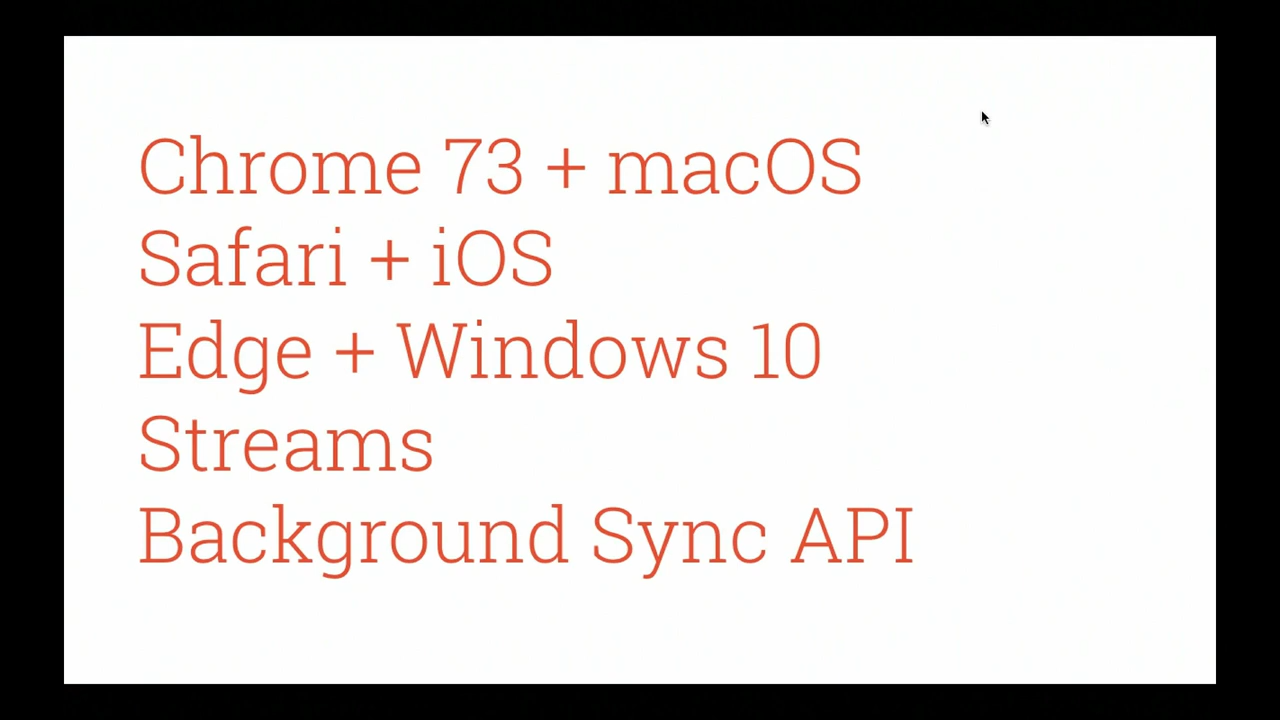 Chrome 73 + macOS
Safari + iOS
Edge + Windows 10
Streams
Background Sync API